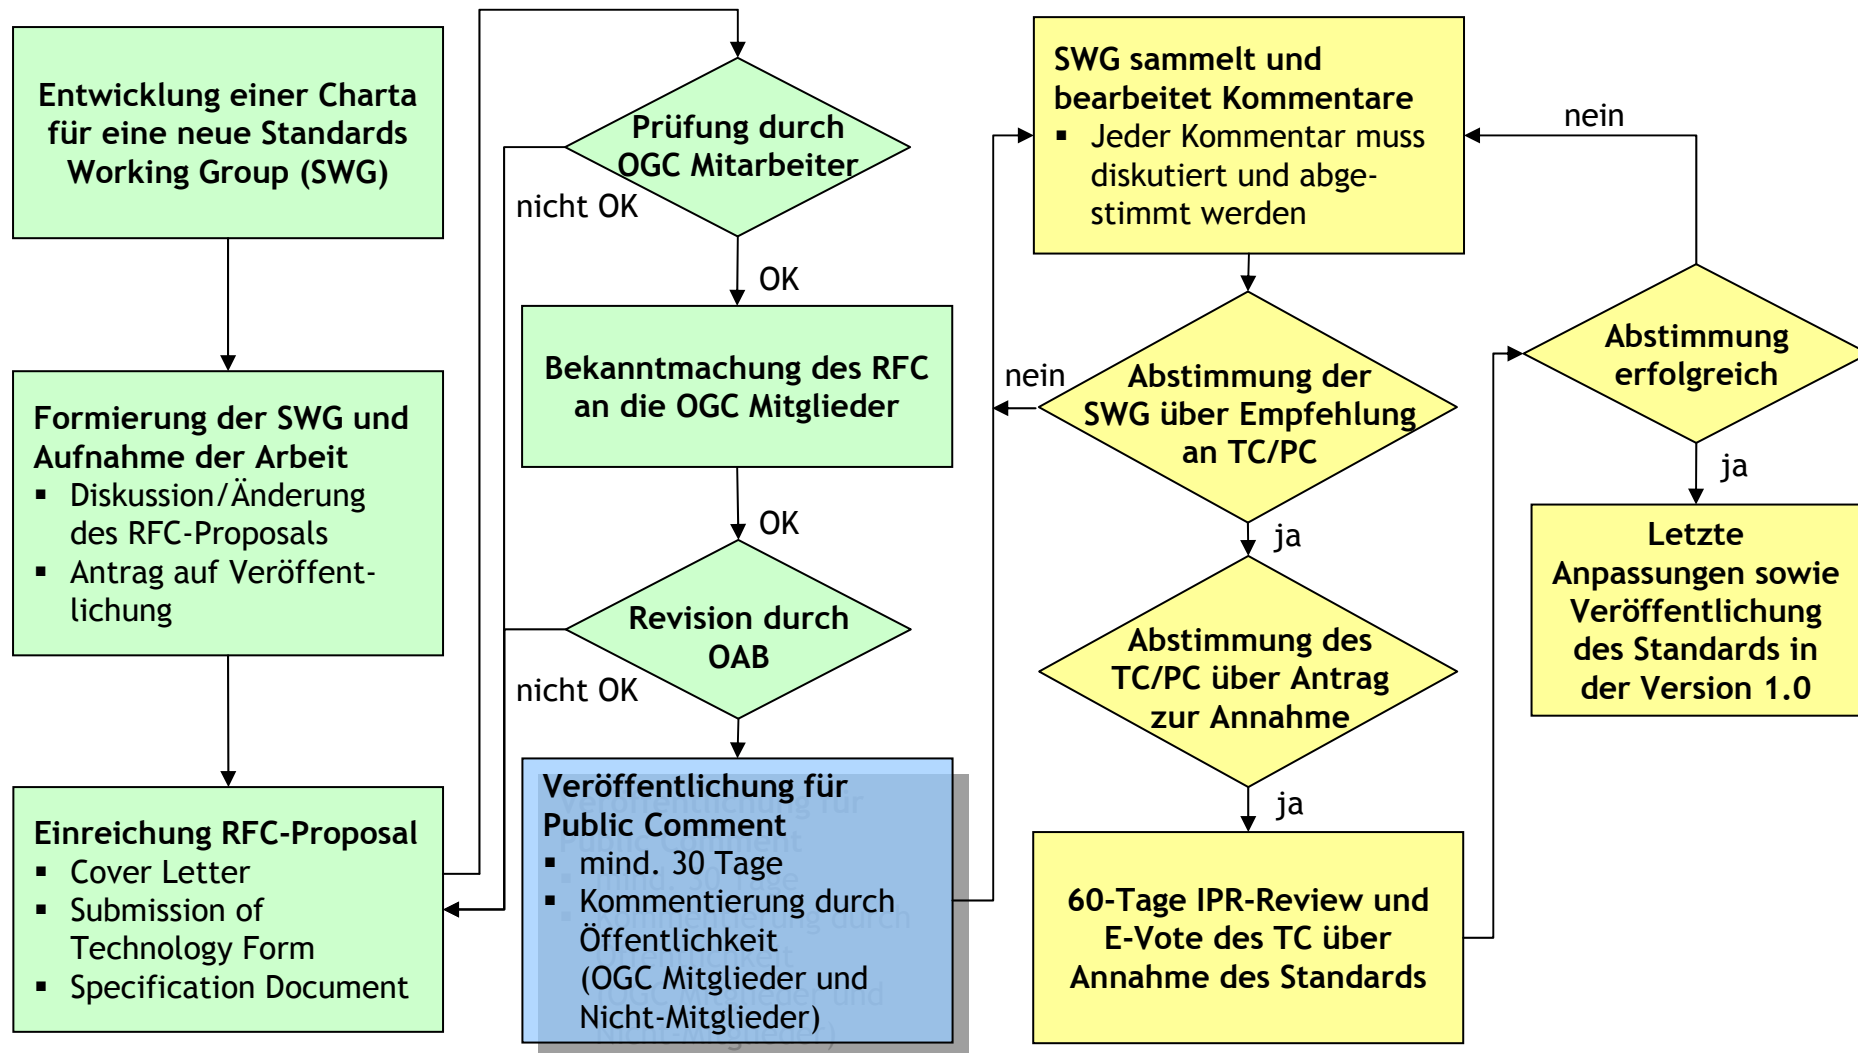 Entwicklung einer Charta
für eine neue Standards
Working Group (SWG)
Formierung der SWG und
Aufnahme der Arbeit
▪ Diskussion/Änderung
des RFC-Proposals
▪ Antrag auf Veröffent-
lichung
Einreichung RFC-Proposal
▪ Cover Letter
▪ Submission of
Technology Form
▪ Specification Document
Prüfung durch
OGC Mitarbeiter
nicht OK
OK
Bekanntmachung des RFC
an die OGC Mitglieder
OK
Revision durch
OAB
nicht OK
Veröffentlichung für
Public Comment
▪ mind. 30 Tage
▪ Kommentierung durch
Öffentlichkeit
(OGC Mitglieder und
Nicht-Mitglieder)
SWG sammelt und
bearbeitet Kommentare
▪ Jeder Kommentar muss
diskutiert und abge-
stimmt werden
nein
Abstimmung der
SWG über Empfehlung
an TC/PC
ja
Abstimmung des
TC/PC über Antrag
zur Annahme
ja
60-Tage IPR-Review und
E-Vote des TC über
Annahme des Standards
nein
Abstimmung
erfolgreich
ja
Letzte
Anpassungen sowie
Veröffentlichung
des Standards in
der Version 1.0